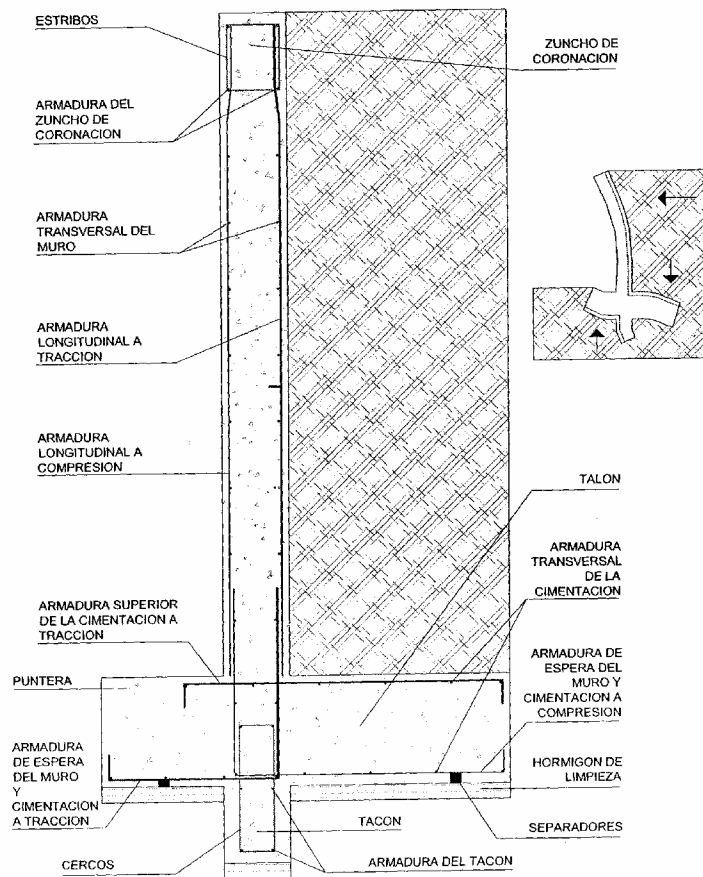 ESTRIBOS
ZUNCHO DE
CORONACION
ARMADURA DEL
ZUNCHO DE
CORONACION
ARMADURA
TRANSVERSAL DEL
MURO
ARMADURA
LONGITUDINAL A
TRACCION
ARMADURA
LONGITUDINAL A
COMPRESION
TALON
ARMADURA
TRANSVERSAL
DE LA
CIMENTACION
ARMADURA SUPERIOR
DE LA CIMENTACION A
TRACCION
ARMADURA DE
ESPERA DEL
MURO Y
CIMENTACION A
COMPRESION
PUNTERA
ARMADURA
DE ESPERA
DEL MURO
Y
CIMENTACION
A TRACCION
HORMIGON DE
LIMPIEZA
TACON
SEPARADORES
CERCOS
ARMADURA DEL TACON